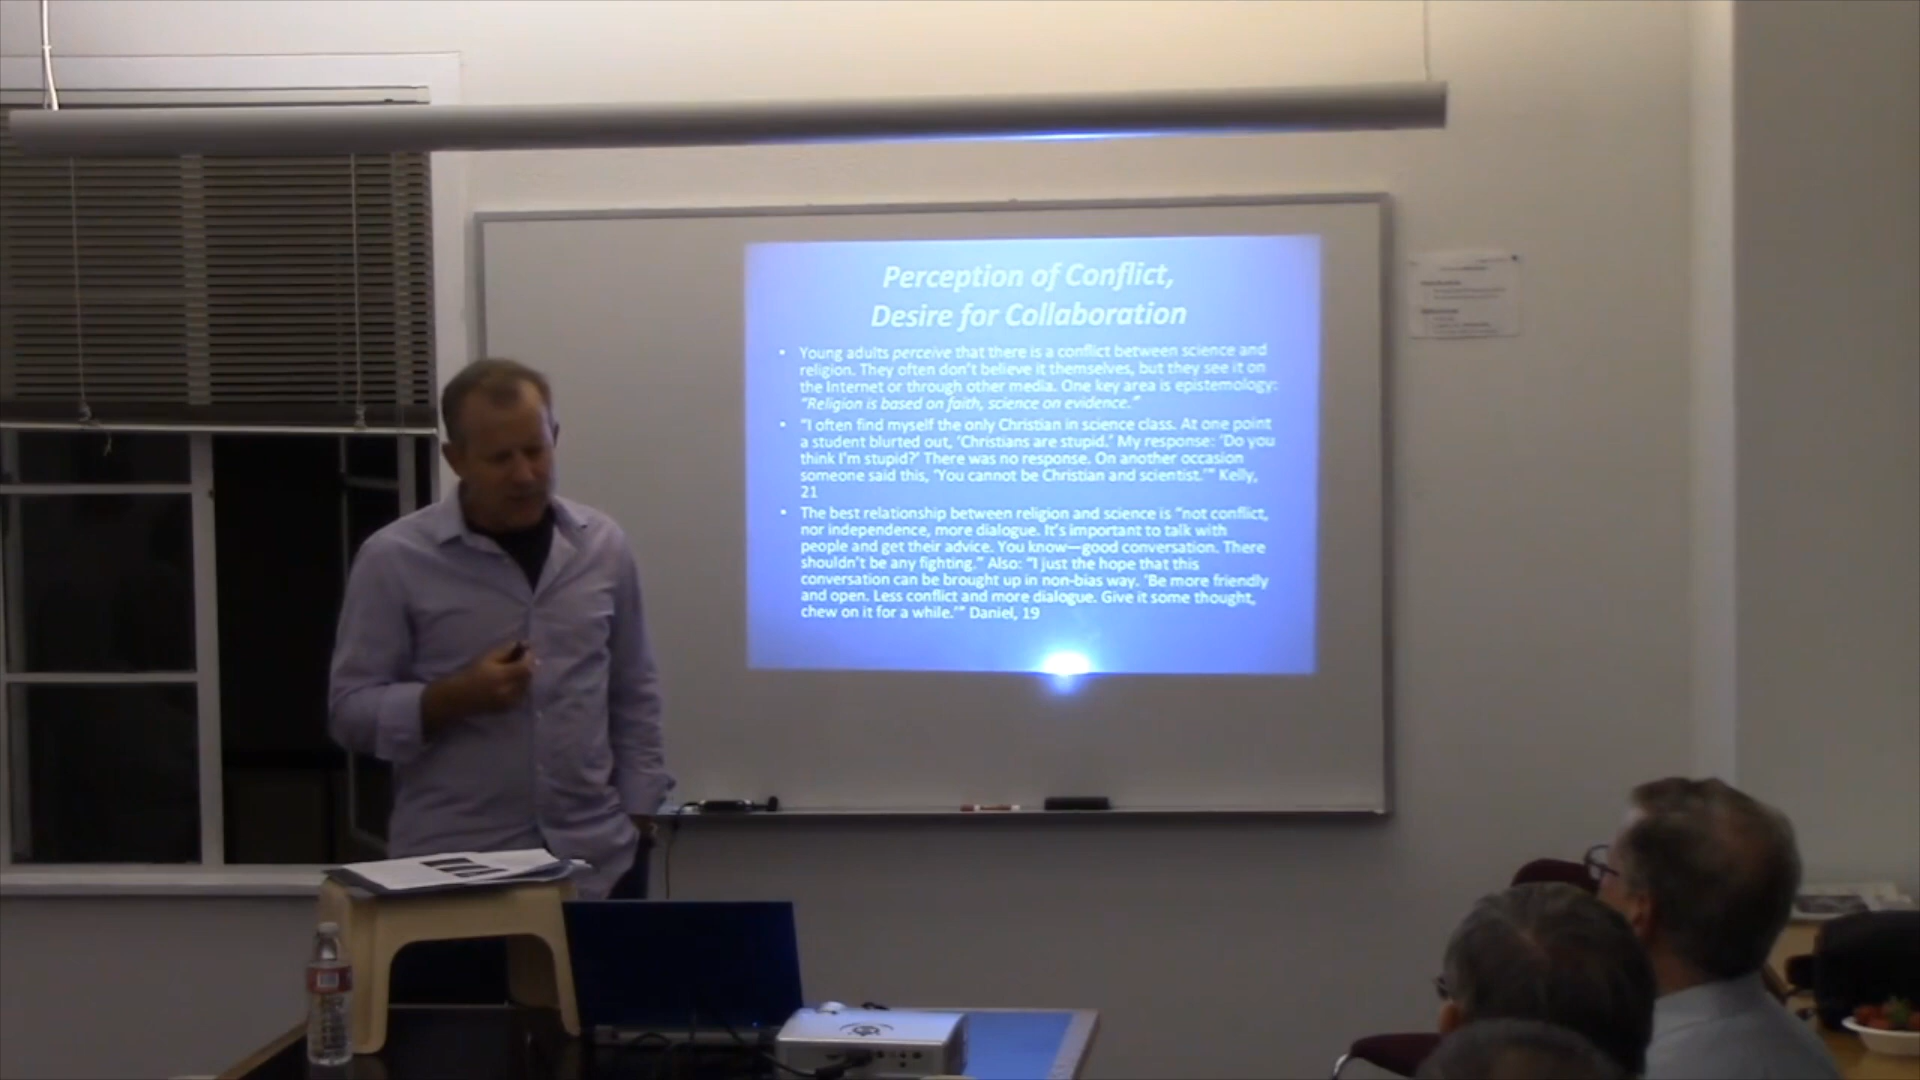 Perception of Conflict,
Desire for Collaboration
• Young adults perceive that there is a conflict between science and
religion. They often don't believe it themselves, but they see it on
the Internet or through other media. One key area is epistemology:
"Religion is based on faith, science on evidence."
• "I often find myself the only Christian in science class. At one point
a student blurted out, 'Christians are stupid.' My response: 'Do you
think I'm stupid?' There was no response. On another occasion
someone said this, 'You cannot be Christian and scientist.'" Kelly,
21
• The best relationship between religion and science is "not conflict,
nor independence, more dialogue. It's important to talk with
people and get their advice. You know—good conversation. There
shouldn't be any fighting." Also: "I just the hope that this
conversation can be brought up in non-bias way. 'Be more friendly
and open. Less conflict and more dialogue. Give it some thought,
chew on it for a while.'" Daniel, 19